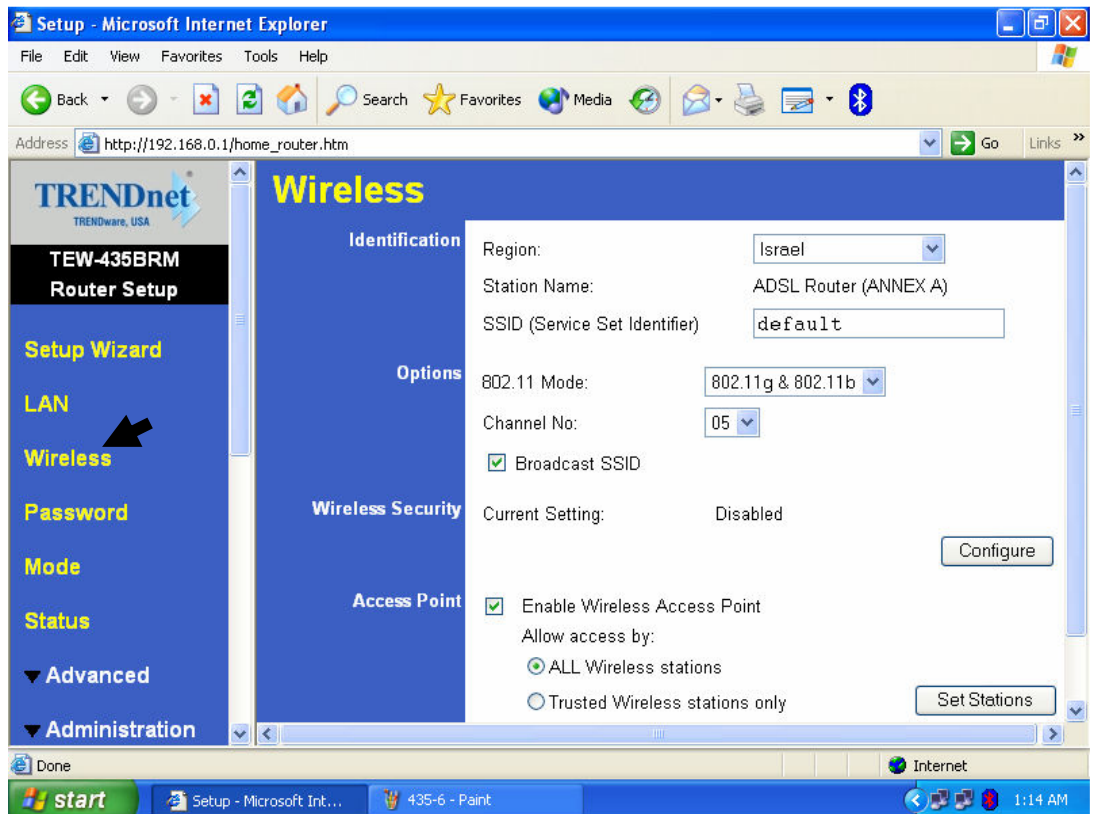 Setup - Microsoft Internet Explorer
File Edit View Favorites Tools Help
Back Search Favorites Media
Address http://192.168.0.1/home_router.htm Go Links »
TRENDnet
TRENDware, USA
TEW-435BRM
Router Setup
Setup Wizard
LAN
Wireless
Password
Mode
Status
Advanced
Administration
Wireless
Identification
Region: Israel
Station Name: ADSL Router (ANNEX A)
SSID (Service Set Identifier) default
Options
802.11 Mode: 802.11g & 802.11b
Channel No: 05
Broadcast SSID
Wireless Security
Current Setting: Disabled
Configure
Access Point
Enable Wireless Access Point
Allow access by:
ALL Wireless stations
Trusted Wireless stations only
Set Stations
Done Internet
start Setup - Microsoft Int... 435-6 - Paint 1:14 AM